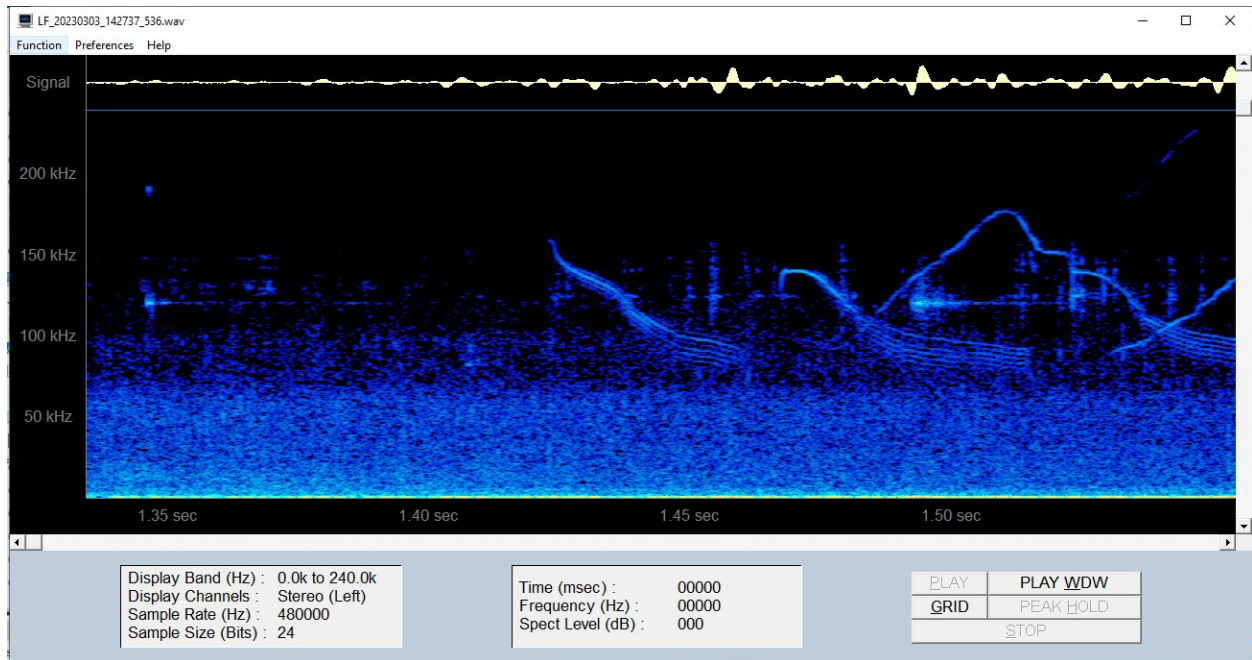 LF_20230303_142737_536.wav
Function Preferences Help
Signal
200 kHz
150 kHz
100 kHz
50 kHz
1.35 sec 1.40 sec 1.45 sec 1.50 sec
Display Band (Hz) : 0.0k to 240.0k
Display Channels : Stereo (Left)
Sample Rate (Hz) : 480000
Sample Size (Bits) : 24
Time (msec) : 00000
Frequency (Hz) : 00000
Spect Level (dB) : 000
PLAY PLAY WDW
GRID PEAK HOLD
STOP